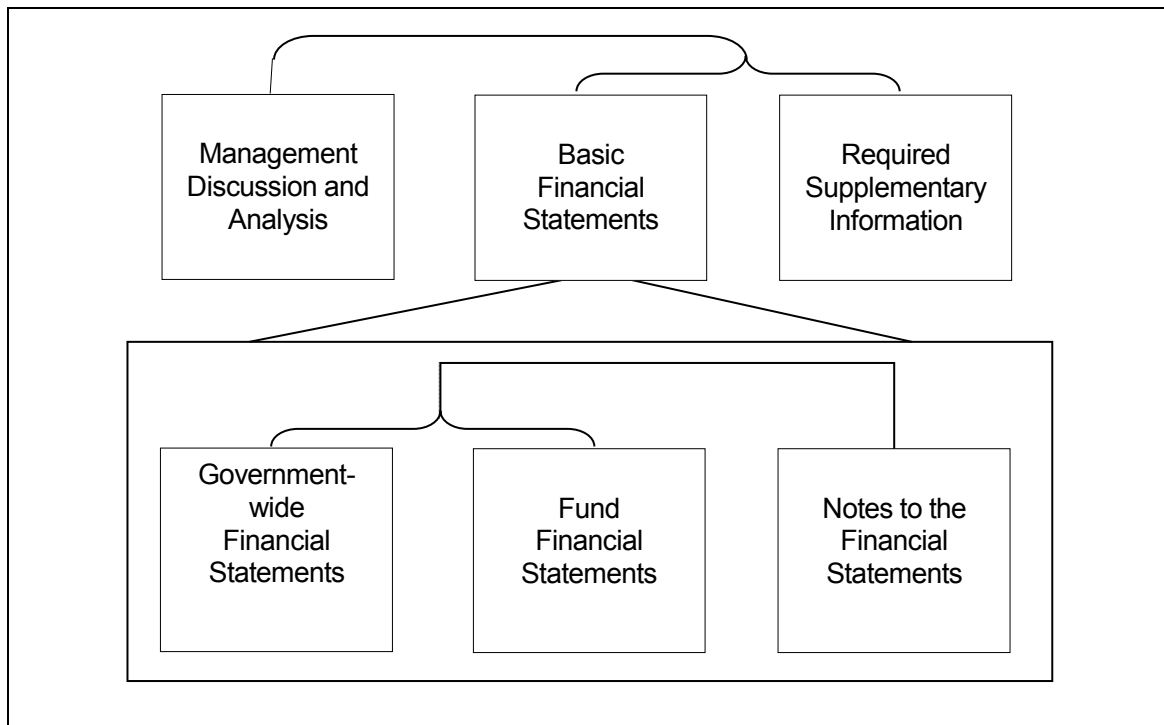 Management
Discussion and
Analysis
Basic
Financial
Statements
Required
Supplementary
Information
Government-
wide
Financial
Statements
Fund
Financial
Statements
Notes to the
Financial
Statements